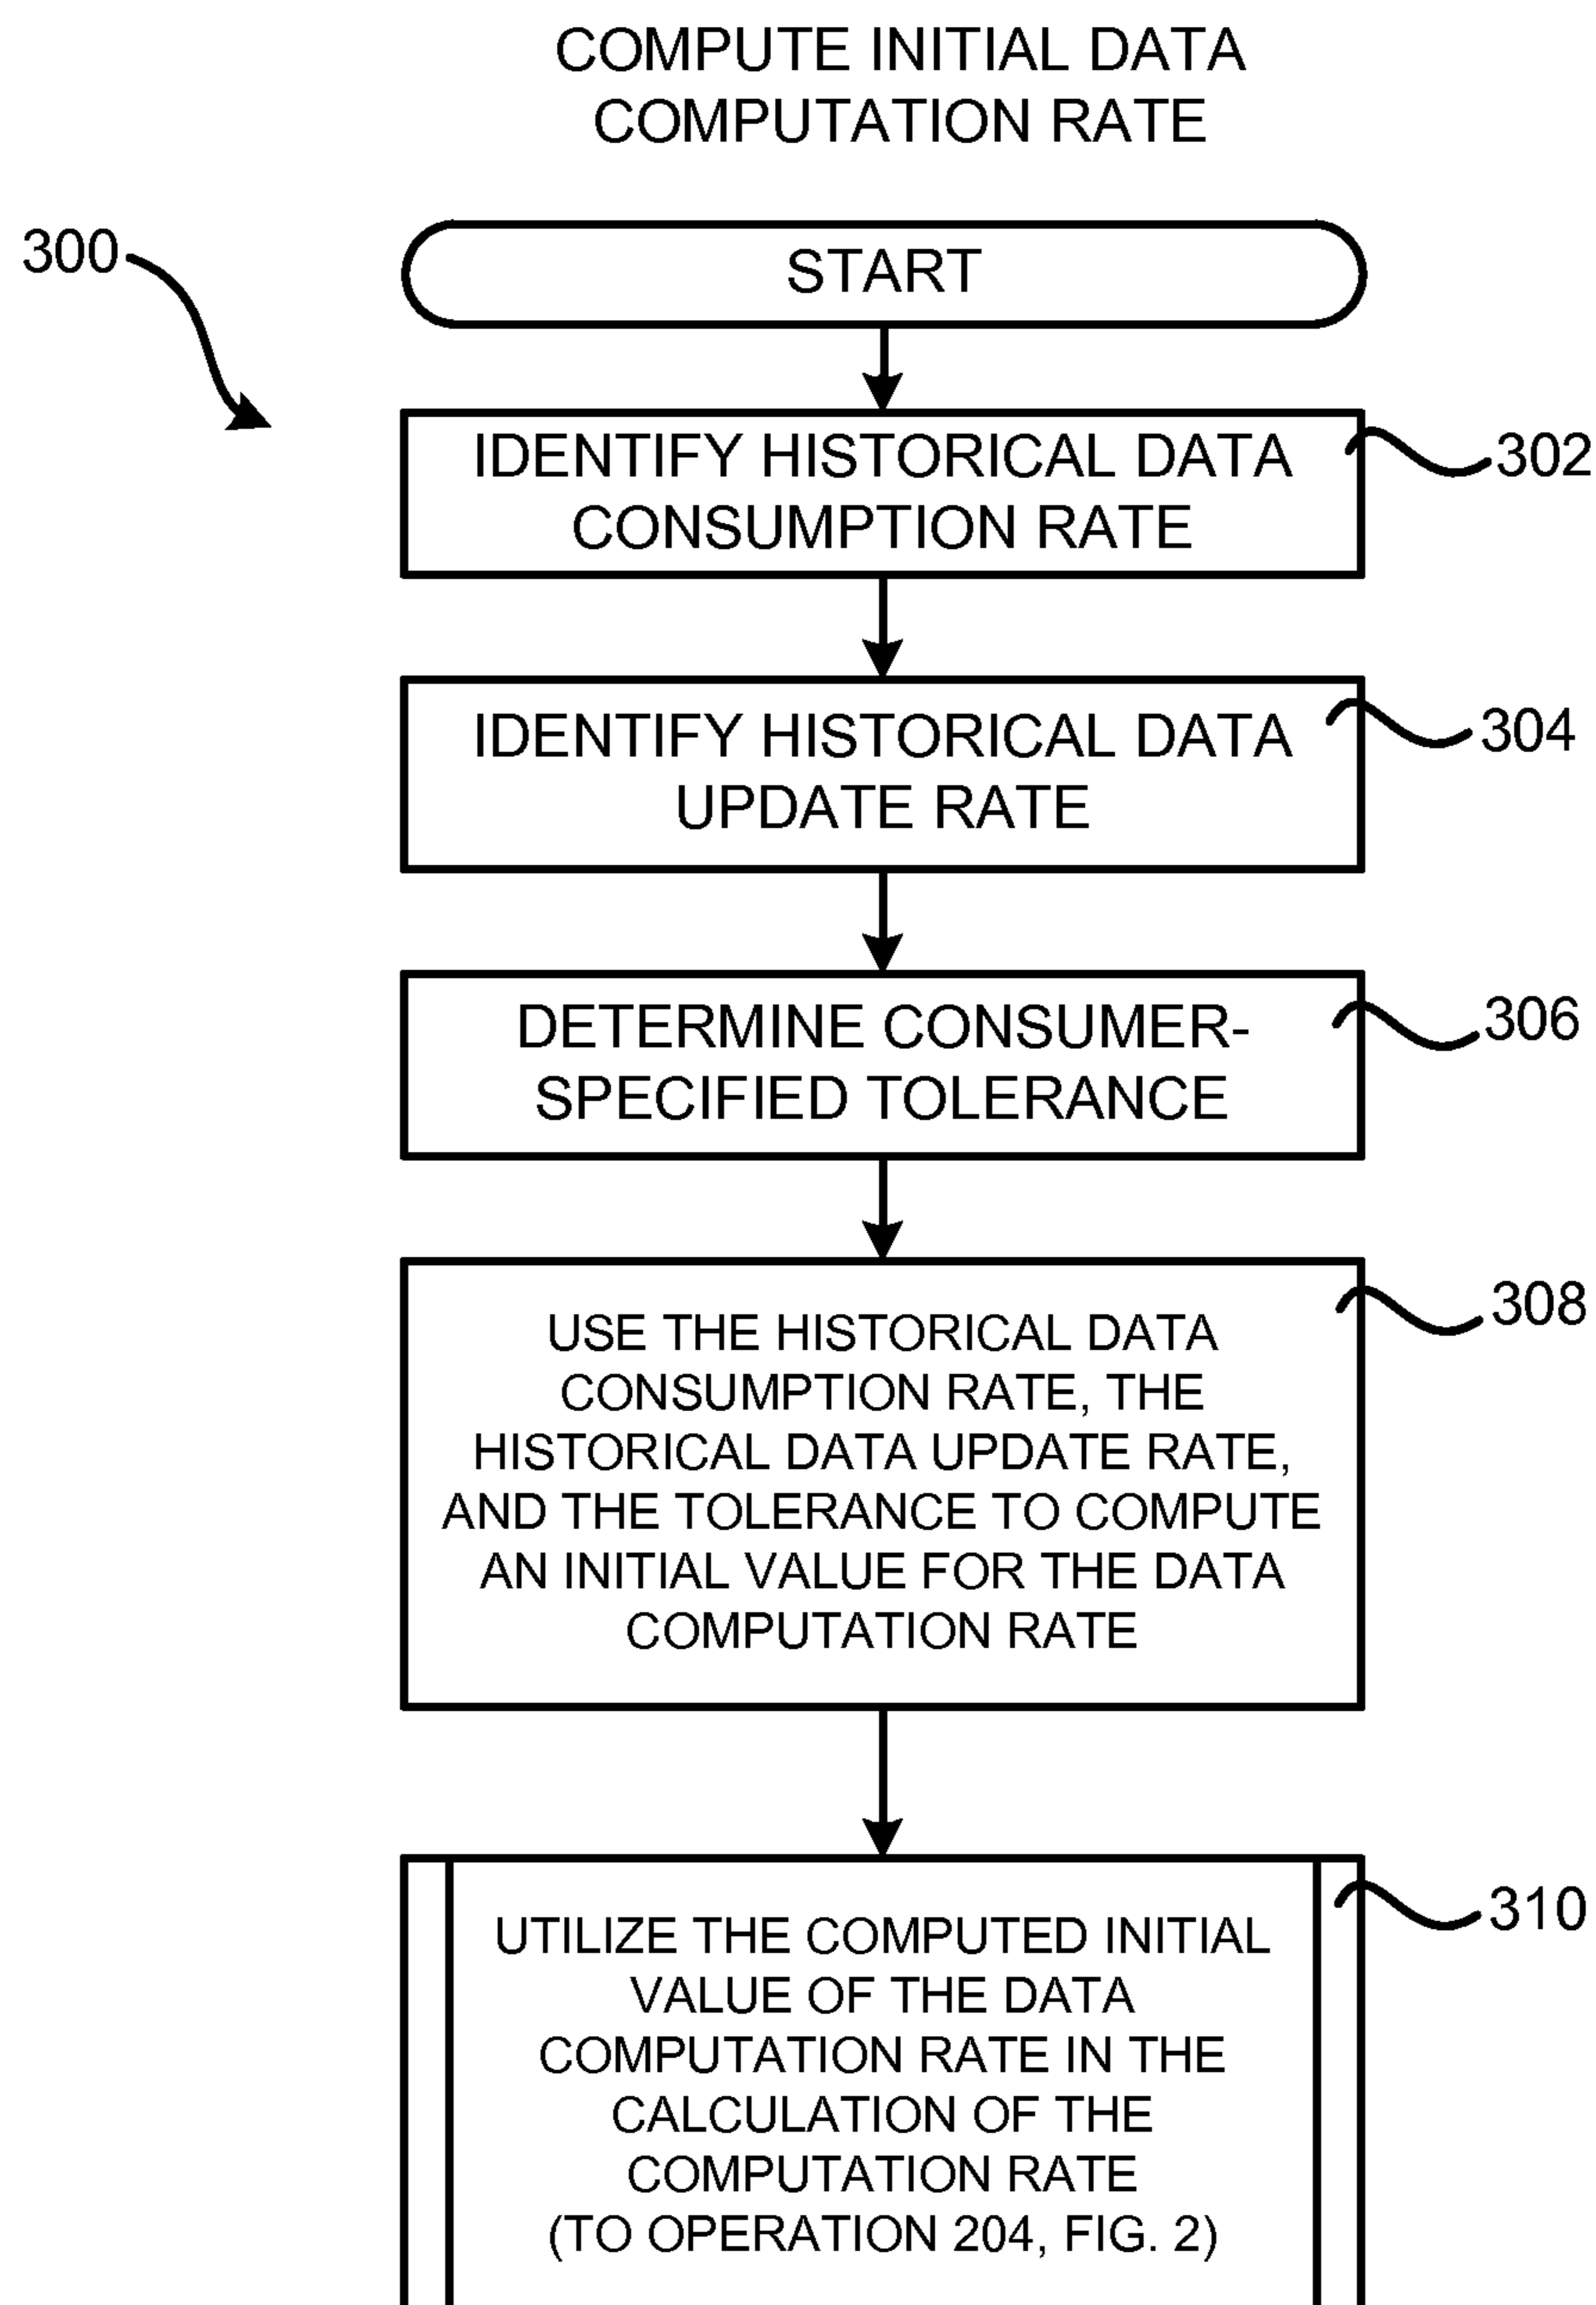 COMPUTE INITIAL DATA
COMPUTATION RATE
300
START
IDENTIFY HISTORICAL DATA
CONSUMPTION RATE
302
IDENTIFY HISTORICAL DATA
UPDATE RATE
304
DETERMINE CONSUMER-
SPECIFIED TOLERANCE
306
USE THE HISTORICAL DATA
CONSUMPTION RATE, THE
HISTORICAL DATA UPDATE RATE,
AND THE TOLERANCE TO COMPUTE
AN INITIAL VALUE FOR THE DATA
COMPUTATION RATE
308
UTILIZE THE COMPUTED INITIAL
VALUE OF THE DATA
COMPUTATION RATE IN THE
CALCULATION OF THE
COMPUTATION RATE
(TO OPERATION 204, FIG. 2)
310